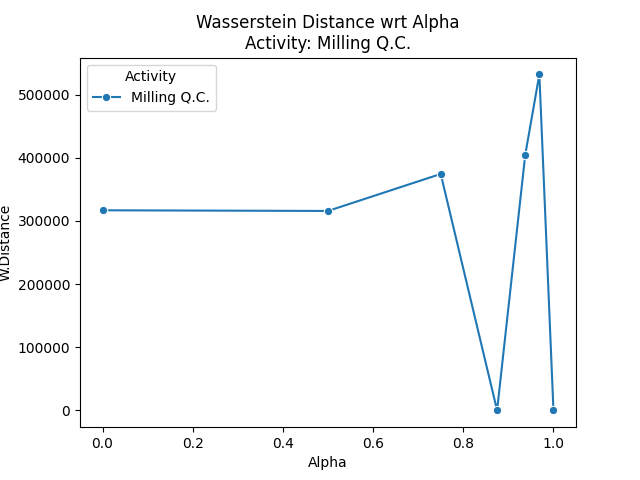 Wasserstein Distance wrt Alpha
Activity: Milling Q.C.
Activity
Milling Q.C.
500000
400000
300000
200000
100000
0
W.Distance
0.0 0.2 0.4 0.6 0.8 1.0
Alpha